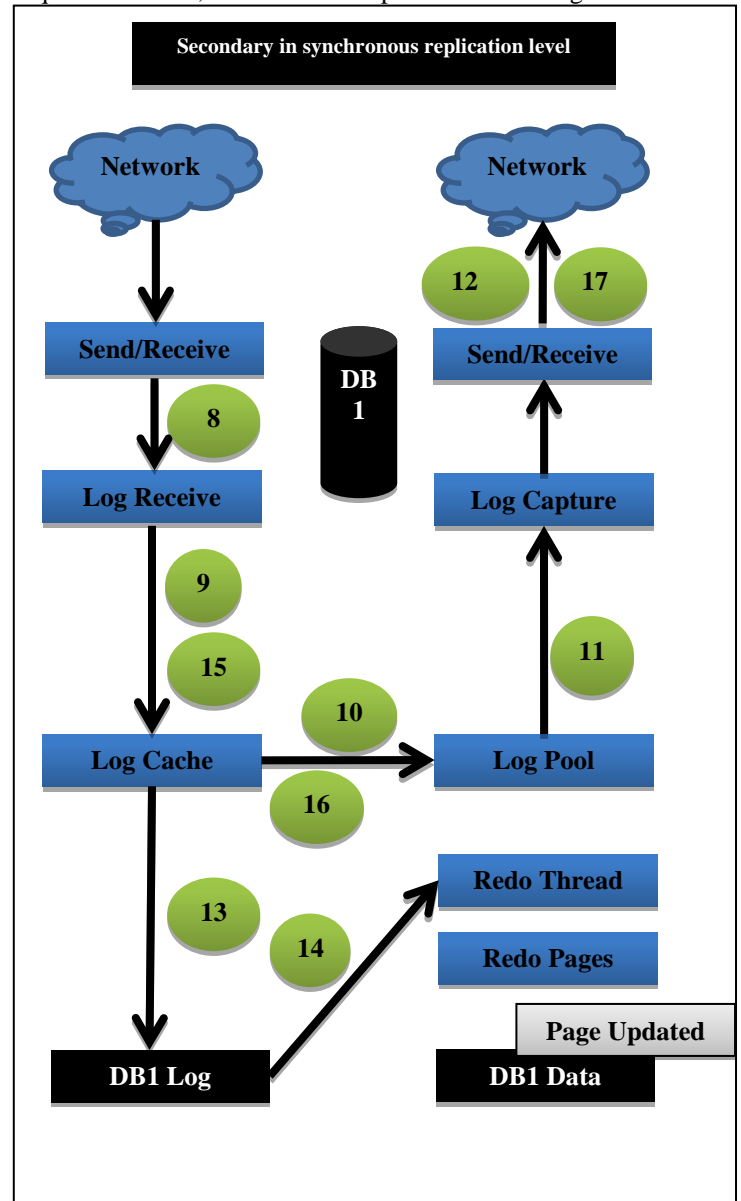 Secondary in synchronous replication level
Network
Network
12
17
Send/Receive
Send/Receive
DB
1
8
Log Receive
Log Capture
9
15
11
10
Log Cache
Log Pool
16
Redo Thread
13
14
Redo Pages
Page Updated
DB1 Log
DB1 Data